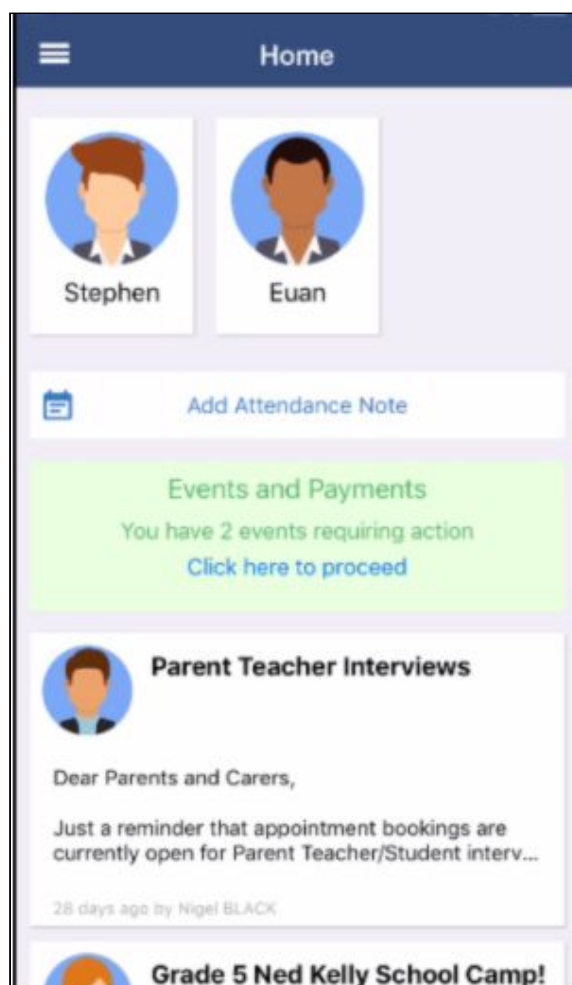 Home
Stephen
Euan
Add Attendance Note
Events and Payments
You have 2 events requiring action
Click here to proceed
Parent Teacher Interviews
Dear Parents and Carers,
Just a reminder that appointment bookings are
currently open for Parent Teacher/Student interv...
28 days ago by Nigel BLACK
Grade 5 Ned Kelly School Camp!